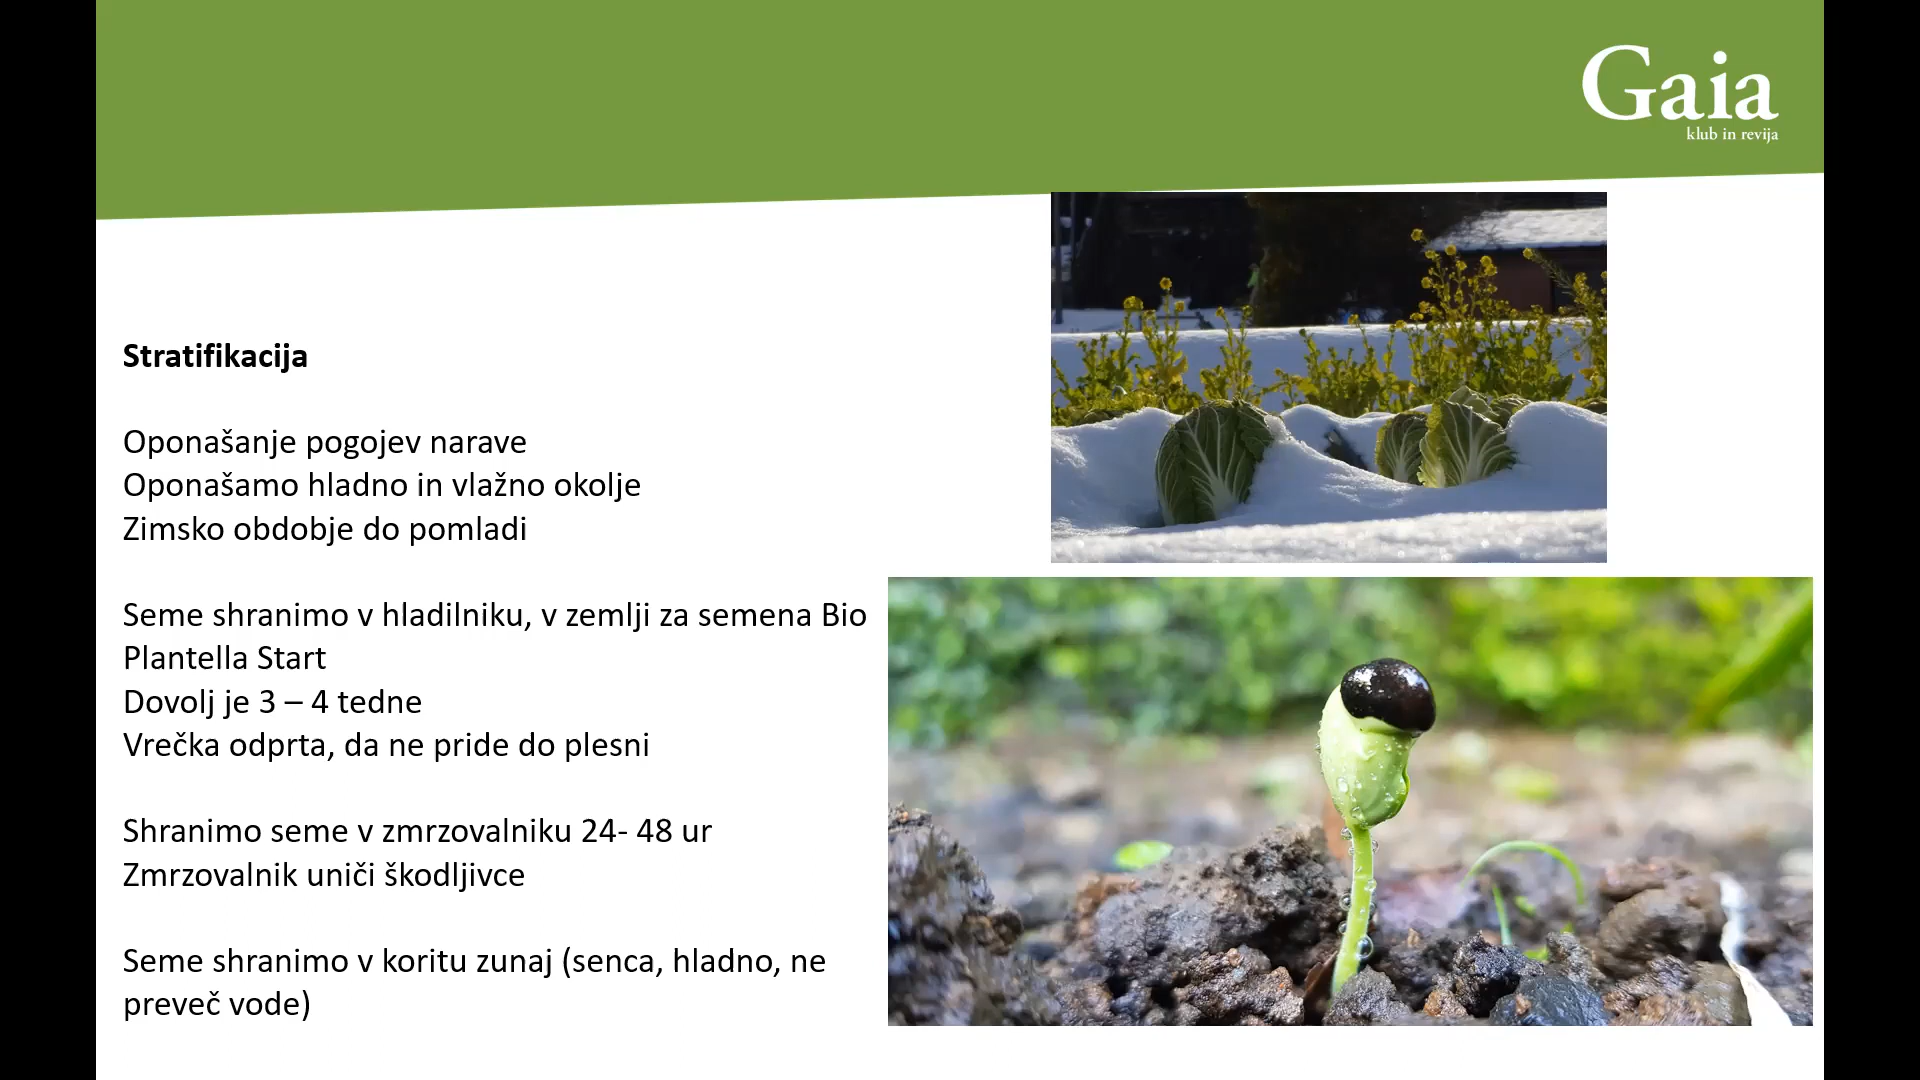 Gaia
klub in revija
Stratifikacija
Oponašanje pogojev narave
Oponašamo hladno in vlažno okolje
Zimsko obdobje do pomladi
Seme shranimo v hladilniku, v zemlji za semena Bio
Plantella Start
Dovolj je 3 – 4 tedne
Vrečka odprta, da ne pride do plesni
Shranimo seme v zmrzovalniku 24- 48 ur
Zmrzovalnik uniči škodljivce
Seme shranimo v koritu zunaj (senca, hladno, ne
preveč vode)